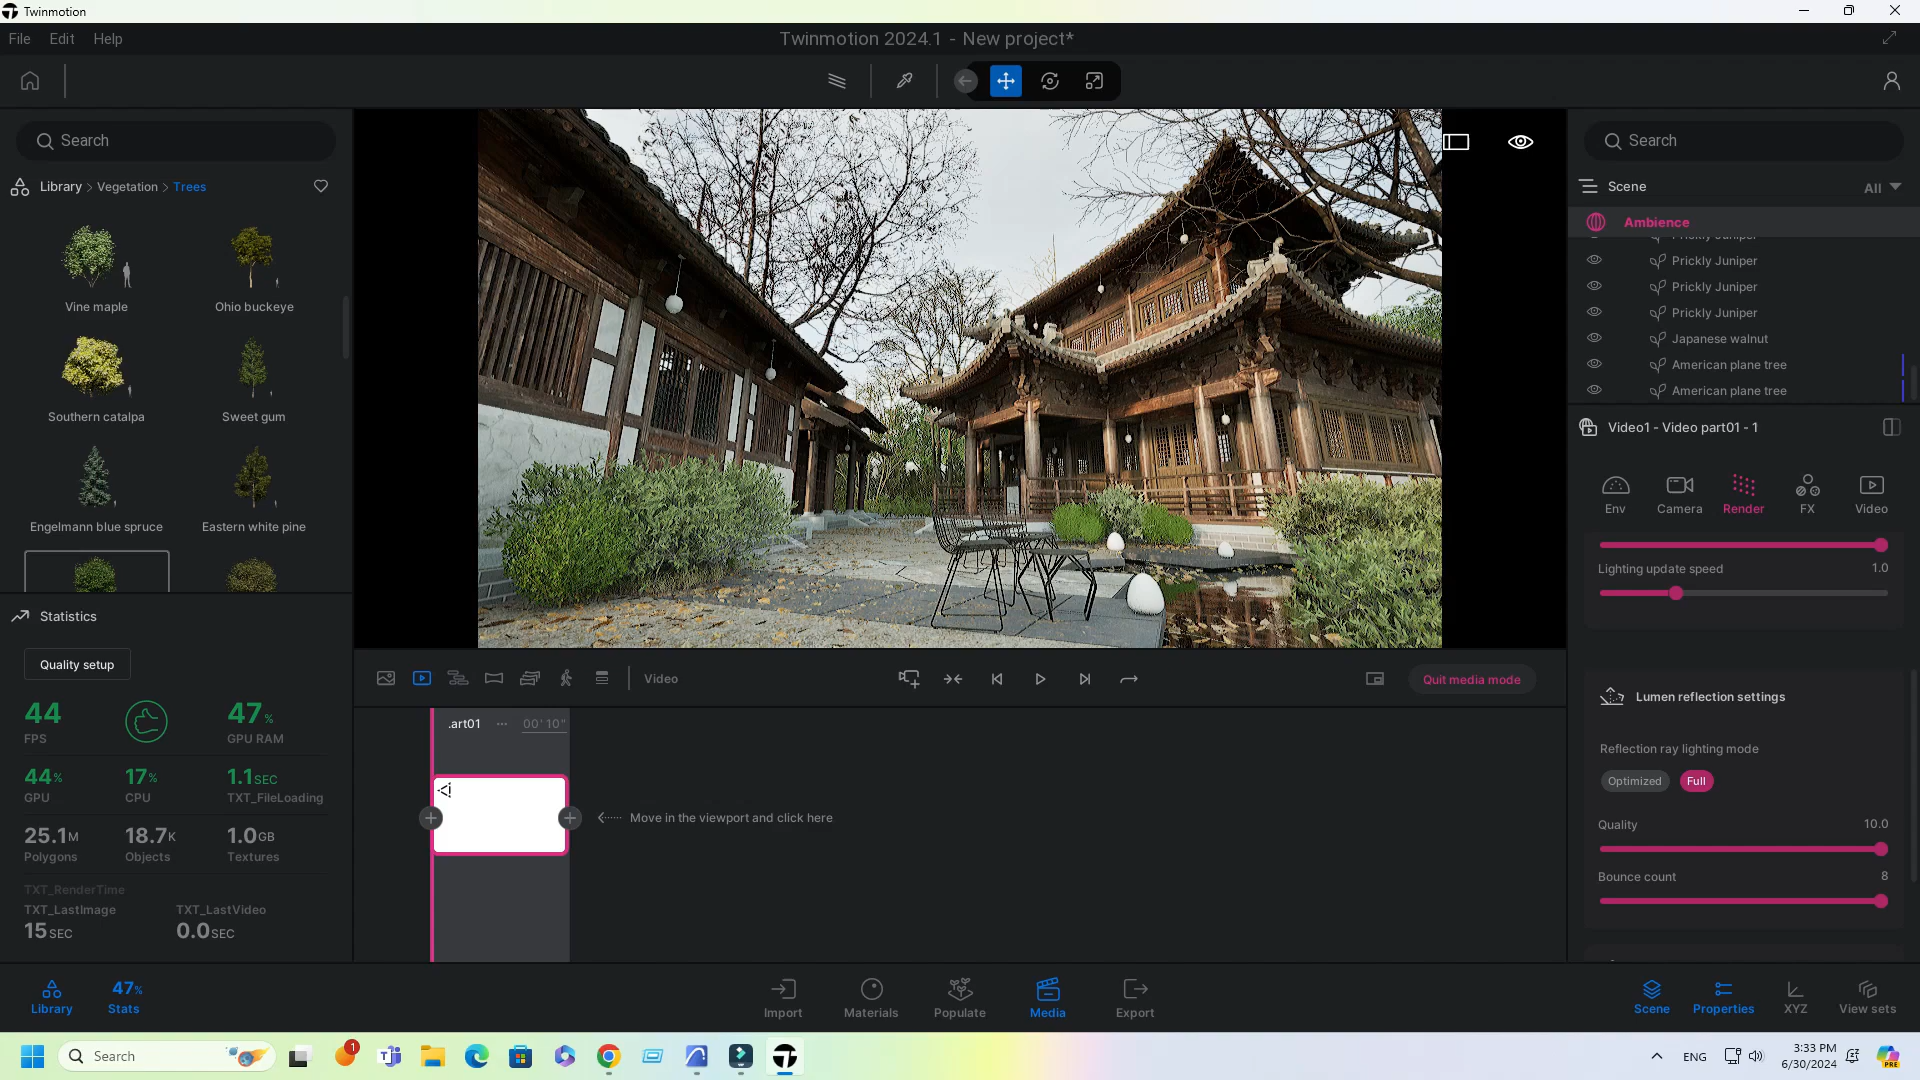 Twinmotion
File Edit Help
Twinmotion 2024.1 - New project*
Search
Library > Vegetation > Trees
Vine maple
Ohio buckeye
Southern catalpa
Sweet gum
Engelmann blue spruce
Eastern white pine
Statistics
Quality setup
44
FPS
47%
GPU RAM
44%
GPU
17%
CPU
1.1SEC
TXT_FileLoading
25.1M
Polygons
18.7K
Objects
1.0GB
Textures
TXT_RenderTime
TXT_LastImage
15SEC
TXT_LastVideo
0.0SEC
Library
47%
Stats
Video
Quit media mode
.art01 ... 00'10"
Move in the viewport and click here
Import
Materials
Populate
Media
Export
Search
Scene
All
Ambience
Prickly Juniper
Prickly Juniper
Prickly Juniper
Prickly Juniper
Japanese walnut
American plane tree
American plane tree
Video1 - Video part01 - 1
Env
Camera
Render
FX
Video
Lighting update speed 1.0
Lumen reflection settings
Reflection ray lighting mode
Optimized Full
Quality 10.0
Bounce count 8
Scene
Properties
XYZ
View sets
Search
1
ENG
3:33 PM
6/30/2024
PRE